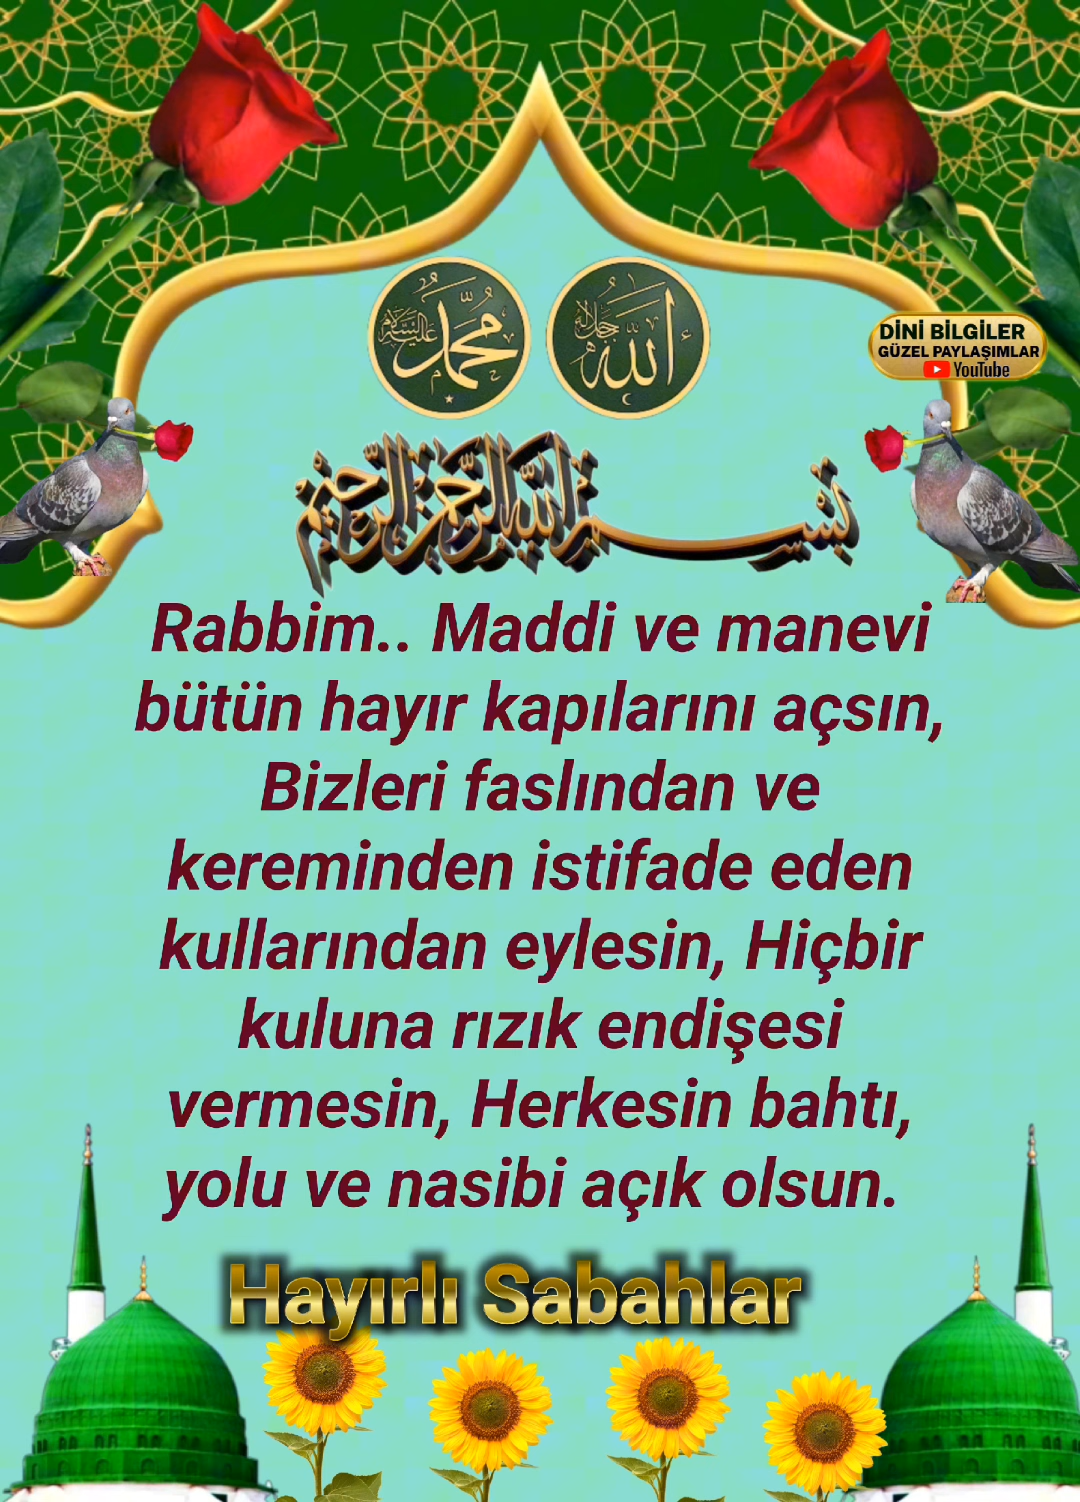 محمد عليه السلام
الله جل جلاله
DİNİ BİLGİLER
GÜZEL PAYLAŞIMLAR
YouTube
بسم الله الرحمن الرحيم
Rabbim.. Maddi ve manevi
bütün hayır kapılarını açsın,
Bizleri faslından ve
kereminden istifade eden
kullarından eylesin, Hiçbir
kuluna rızık endişesi
vermesin, Herkesin bahtı,
yolu ve nasibi açık olsun.
Hayırlı Sabahlar